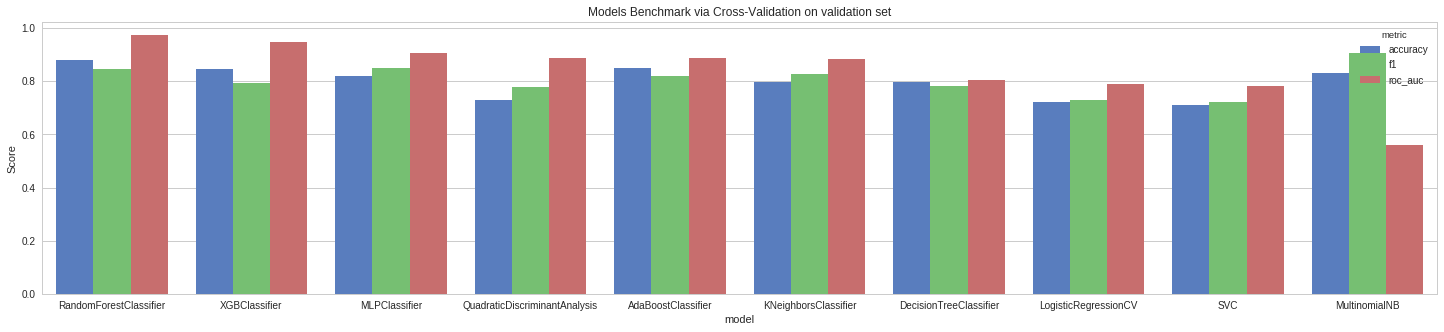 Models Benchmark via Cross-Validation on validation set
metric
accuracy
f1
roc_auc
Score
1.0
0.8
0.6
0.4
0.2
0.0
RandomForestClassifier XGBClassifier MLPClassifier QuadraticDiscriminantAnalysis AdaBoostClassifier KNeighborsClassifier DecisionTreeClassifier LogisticRegressionCV SVC MultinomialNB
model